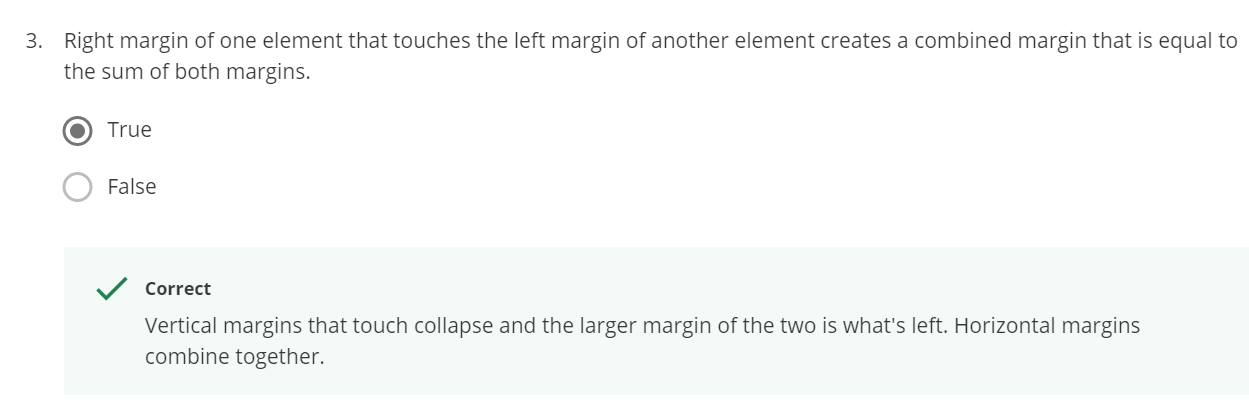 3. Right margin of one element that touches the left margin of another element creates a combined margin that is equal to
the sum of both margins.
True
False
Correct
Vertical margins that touch collapse and the larger margin of the two is what's left. Horizontal margins
combine together.